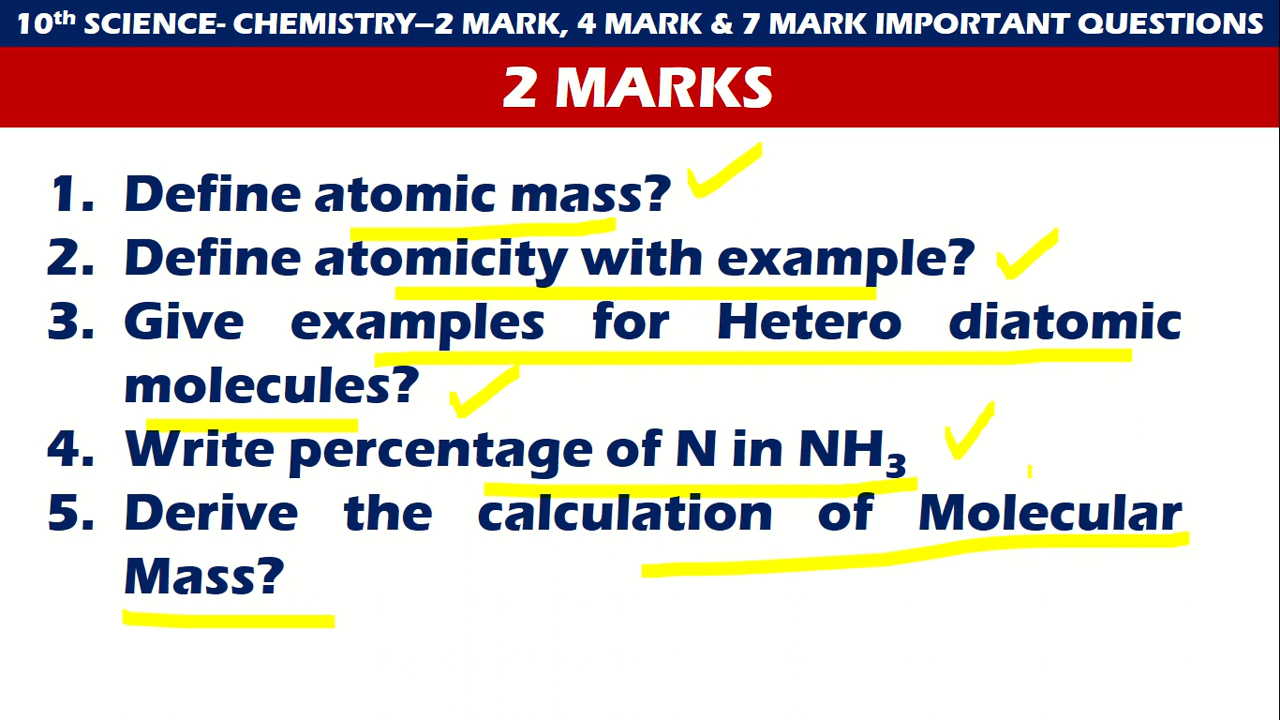 10th SCIENCE- CHEMISTRY–2 MARK, 4 MARK & 7 MARK IMPORTANT QUESTIONS
2 MARKS
1. Define atomic mass?
2. Define atomicity with example?
3. Give examples for Hetero diatomic
molecules?
4. Write percentage of N in NH₃
5. Derive the calculation of Molecular
Mass?